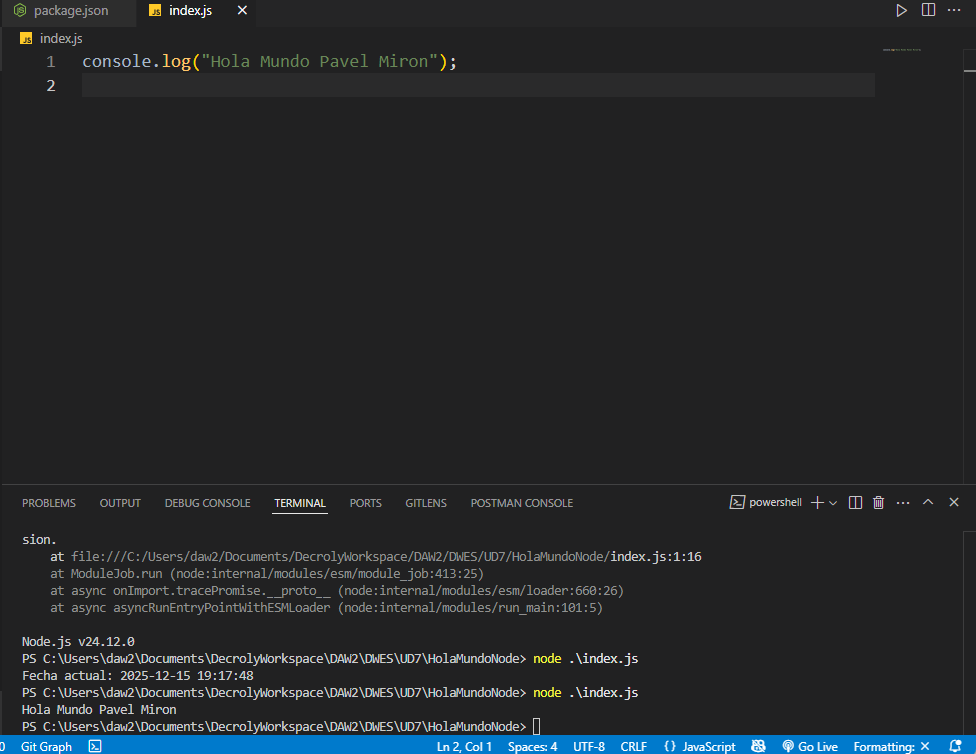 package.json
JS index.js
JS index.js
1 console.log("Hola Mundo Pavel Miron");
2
PROBLEMS OUTPUT DEBUG CONSOLE TERMINAL PORTS GITLENS POSTMAN CONSOLE powershell
sion.
at file:///C:/Users/daw2/Documents/DecrolyWorkspace/DAW2/DWES/UD7/HolaMundoNode/index.js:1:16
at ModuleJob.run (node:internal/modules/esm/module_job:413:25)
at async onImport.tracePromise.__proto__ (node:internal/modules/esm/loader:660:26)
at async asyncRunEntryPointWithESMLoader (node:internal/modules/run_main:101:5)
Node.js v24.12.0
PS C:\Users\daw2\Documents\DecrolyWorkspace\DAW2\DWES\UD7\HolaMundoNode> node .\index.js
Fecha actual: 2025-12-15 19:17:48
PS C:\Users\daw2\Documents\DecrolyWorkspace\DAW2\DWES\UD7\HolaMundoNode> node .\index.js
Hola Mundo Pavel Miron
PS C:\Users\daw2\Documents\DecrolyWorkspace\DAW2\DWES\UD7\HolaMundoNode>
0 Git Graph Ln 2, Col 1 Spaces: 4 UTF-8 CRLF {} JavaScript Go Live Formatting: ×